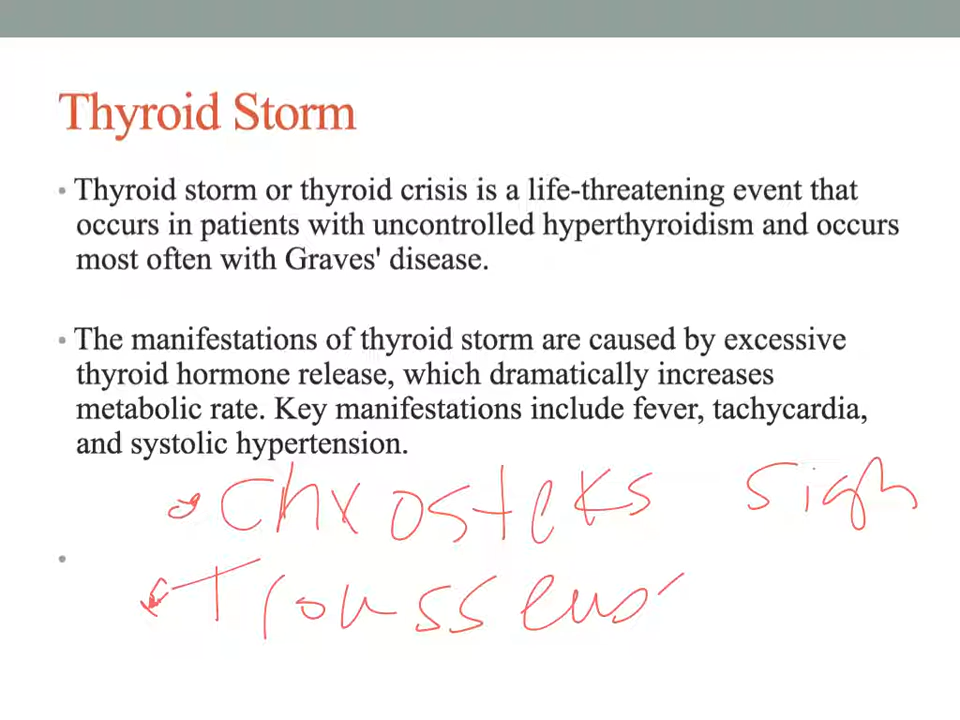 Thyroid Storm
• Thyroid storm or thyroid crisis is a life-threatening event that
occurs in patients with uncontrolled hyperthyroidism and occurs
most often with Graves' disease.
• The manifestations of thyroid storm are caused by excessive
thyroid hormone release, which dramatically increases
metabolic rate. Key manifestations include fever, tachycardia,
and systolic hypertension.
Chvosteks sign
•
Trousseus